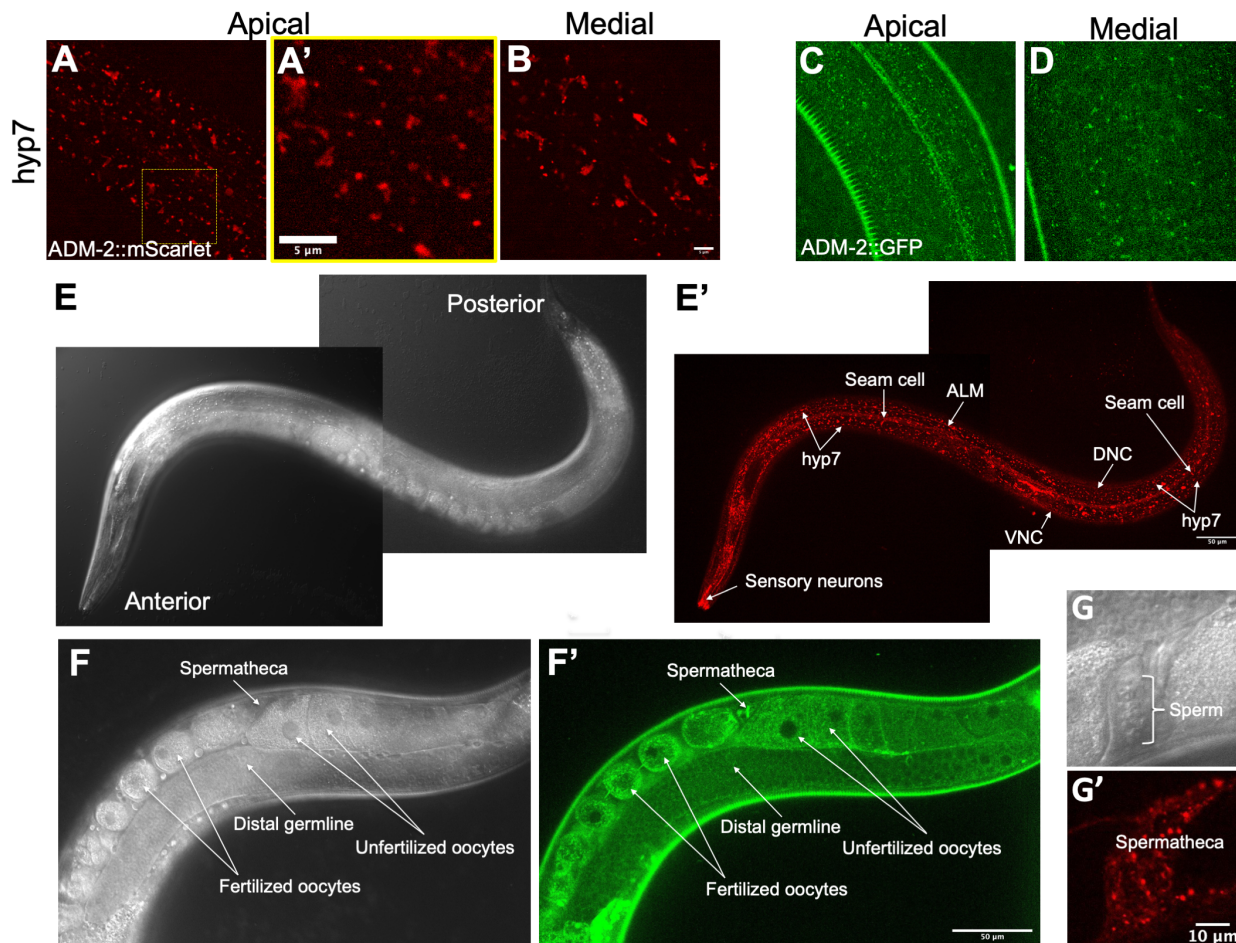 Apical
Medial
Apical
Medial
hyp7
A
ADM-2::mScarlet
A’
5 μm
B
5 μm
C
ADM-2::GFP
D
E
Posterior
Anterior
E’
Seam cell
ALM
Seam cell
hyp7
DNC
hyp7
VNC
50 μm
Sensory neurons
F
Spermatheca
Distal germline
Unfertilized oocytes
Fertilized oocytes
F’
Spermatheca
Distal germline
Unfertilized oocytes
Fertilized oocytes
50 μm
G
Sperm
G’
Spermatheca
10 μm